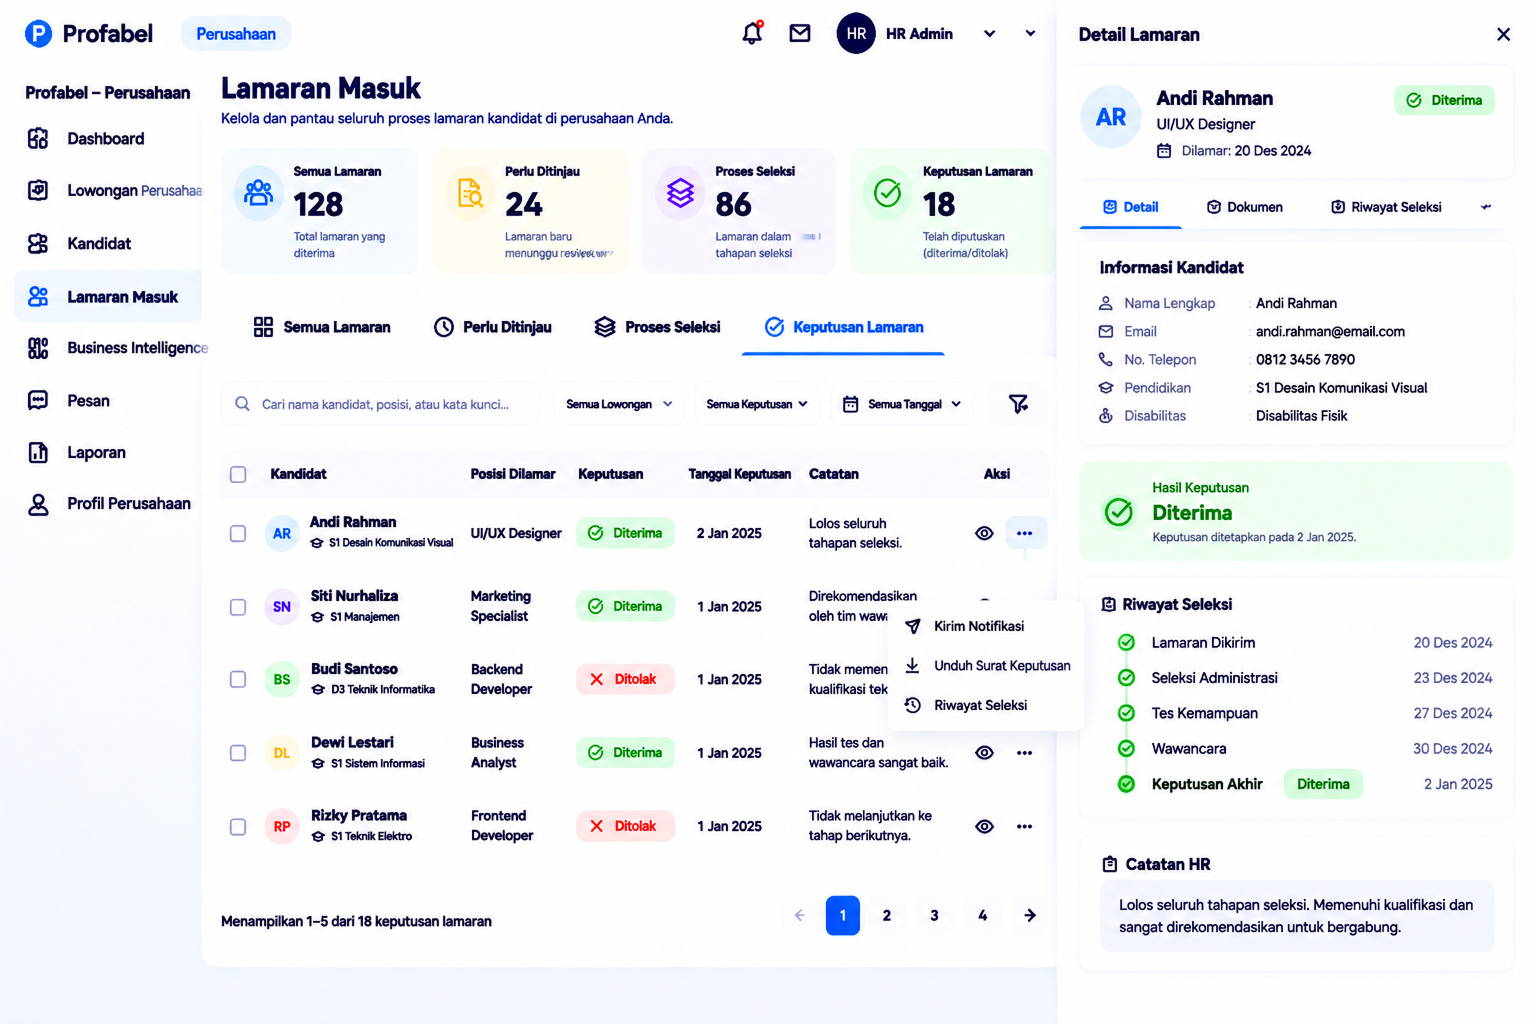 Profabel
Perusahaan
HR
HR Admin
Profabel – Perusahaan
Dashboard
Lowongan Perusahaa
Kandidat
Lamaran Masuk
Business Intelligence
Pesan
Laporan
Profil Perusahaan
Lamaran Masuk
Kelola dan pantau seluruh proses lamaran kandidat di perusahaan Anda.
Semua Lamaran
128
Total lamaran yang
diterima
Perlu Ditinjau
24
Lamaran baru
menunggu
Proses Seleksi
86
Lamaran dalam
tahapan seleksi
Keputusan Lamaran
18
Telah diputuskan
(diterima/ditolak)
Semua Lamaran
Perlu Ditinjau
Proses Seleksi
Keputusan Lamaran
Cari nama kandidat, posisi, atau kata kunci...
Semua Lowongan
Semua Keputusan
Semua Tanggal
Kandidat Posisi Dilamar Keputusan Tanggal Keputusan Catatan Aksi
AR
Andi Rahman
S1 Desain Komunikasi Visual
UI/UX Designer
Diterima
2 Jan 2025
Lolos seluruh
tahapan seleksi.
SN
Siti Nurhaliza
S1 Manajemen
Marketing
Specialist
Diterima
1 Jan 2025
Direkomendasikan
oleh tim wawa
BS
Budi Santoso
D3 Teknik Informatika
Backend
Developer
Ditolak
1 Jan 2025
Tidak memen
kualifikasi tek
DL
Dewi Lestari
S1 Sistem Informasi
Business
Analyst
Diterima
1 Jan 2025
Hasil tes dan
wawancara sangat baik.
RP
Rizky Pratama
S1 Teknik Elektro
Frontend
Developer
Ditolak
1 Jan 2025
Tidak melanjutkan ke
tahap berikutnya.
Kirim Notifikasi
Unduh Surat Keputusan
Riwayat Seleksi
Menampilkan 1–5 dari 18 keputusan lamaran
1 2 3 4
Detail Lamaran
AR
Andi Rahman
UI/UX Designer
Dilamar: 20 Des 2024
Diterima
Detail
Dokumen
Riwayat Seleksi
Informasi Kandidat
Nama Lengkap : Andi Rahman
Email : andi.rahman@email.com
No. Telepon : 0812 3456 7890
Pendidikan : S1 Desain Komunikasi Visual
Disabilitas : Disabilitas Fisik
Hasil Keputusan
Diterima
Keputusan ditetapkan pada 2 Jan 2025.
Riwayat Seleksi
Lamaran Dikirim 20 Des 2024
Seleksi Administrasi 23 Des 2024
Tes Kemampuan 27 Des 2024
Wawancara 30 Des 2024
Keputusan Akhir Diterima 2 Jan 2025
Catatan HR
Lolos seluruh tahapan seleksi. Memenuhi kualifikasi dan
sangat direkomendasikan untuk bergabung.